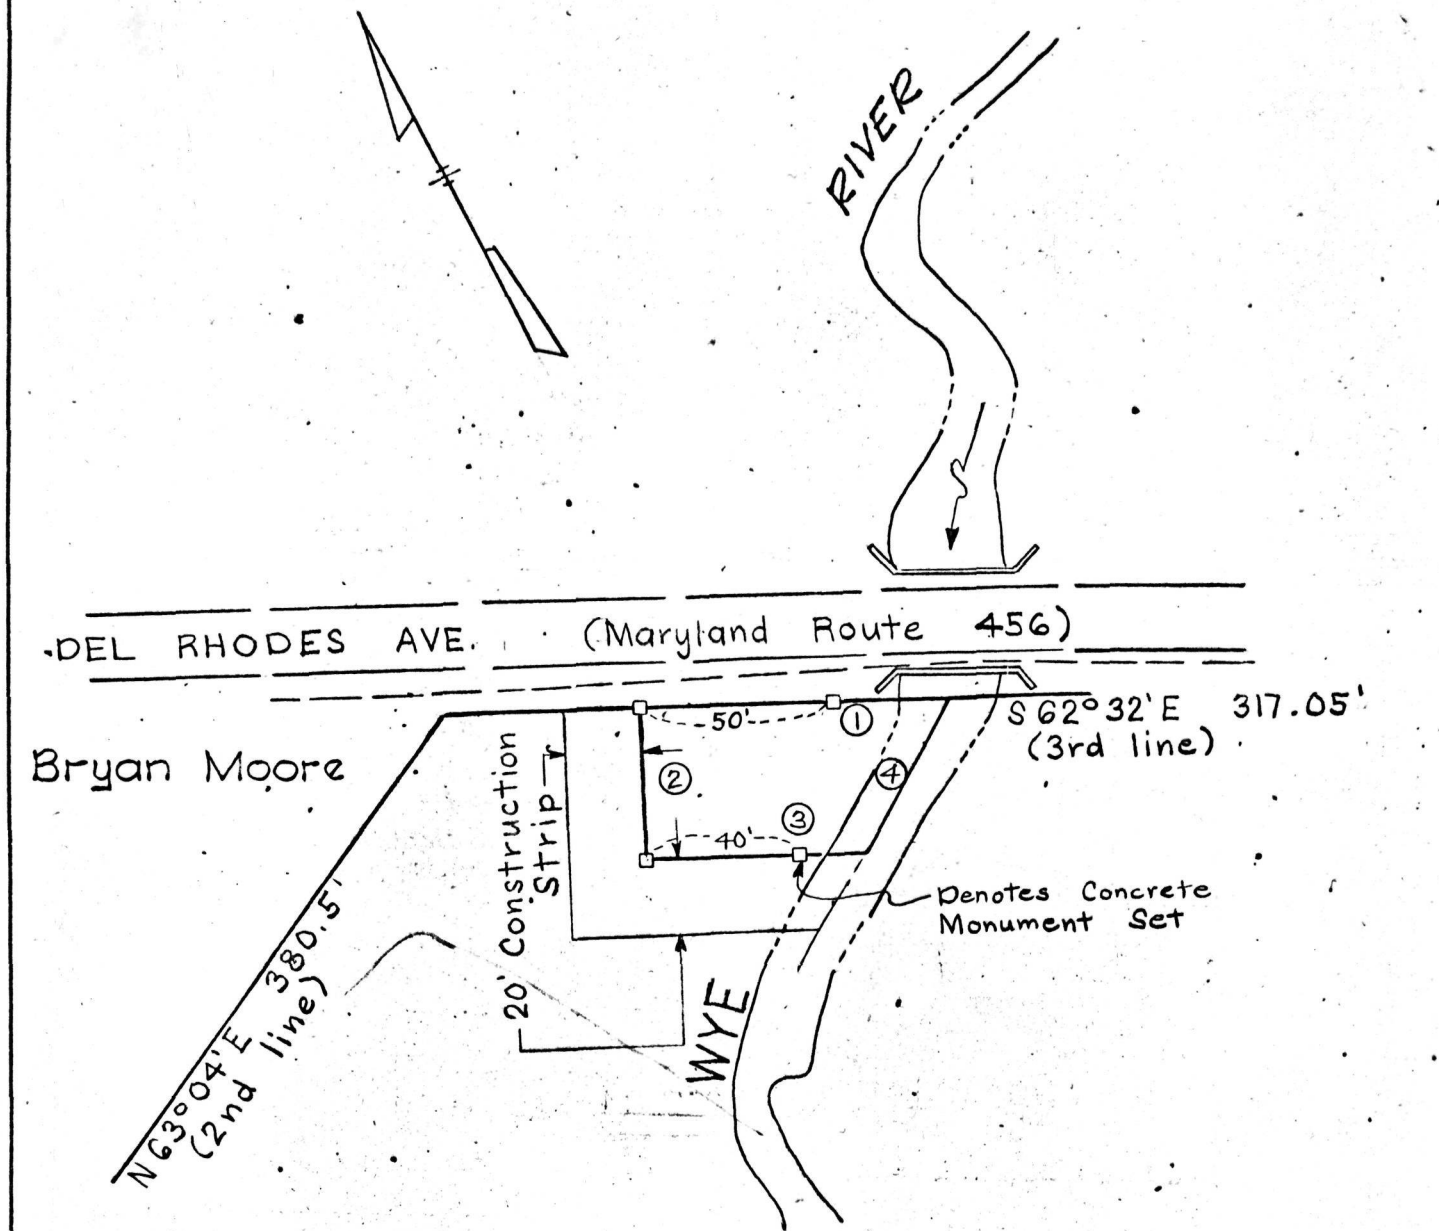 RIVER
DEL RHODES AVE. (Maryland Route 456)
S 62°32'E 317.05'
(3rd line)
50'
①
Bryan Moore
②
④
20' Construction
Strip
40'
③
Denotes Concrete
Monument Set
N 63°04'E 380.5'
(2nd line)
WYE